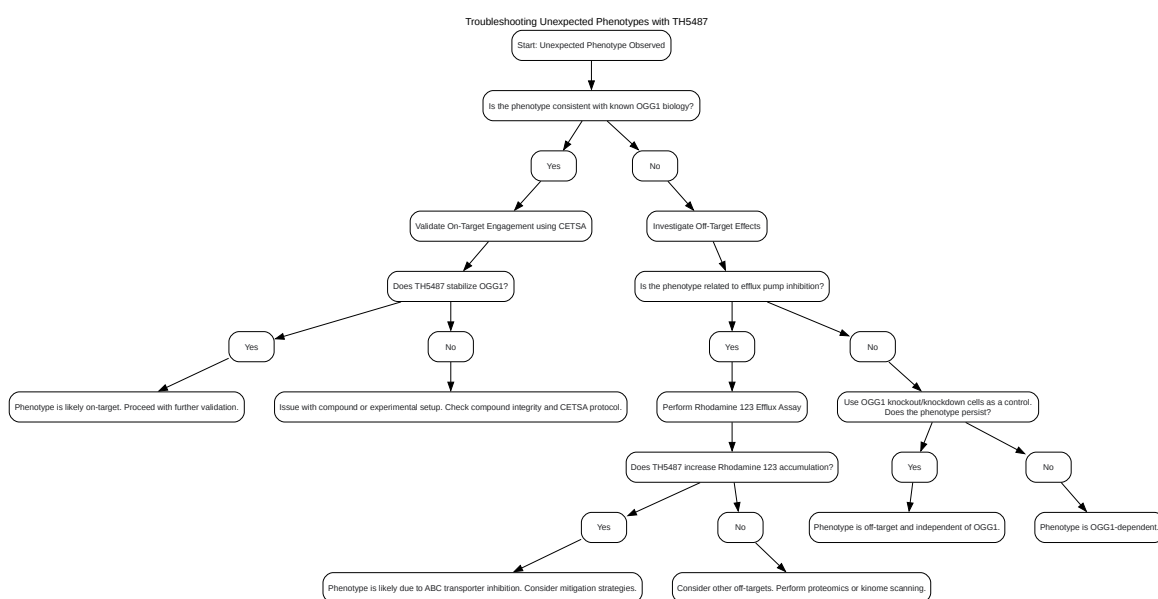 Troubleshooting Unexpected Phenotypes with TH5487
Start: Unexpected Phenotype Observed
Is the phenotype consistent with known OGG1 biology?
Yes
No
Validate On-Target Engagement using CETSA
Investigate Off-Target Effects
Does TH5487 stabilize OGG1?
Is the phenotype related to efflux pump inhibition?
Yes
No
Yes
No
Phenotype is likely on-target. Proceed with further validation.
Issue with compound or experimental setup. Check compound integrity and CETSA protocol.
Perform Rhodamine 123 Efflux Assay
Use OGG1 knockout/knockdown cells as a control.
Does the phenotype persist?
Does TH5487 increase Rhodamine 123 accumulation?
Yes
No
Yes
No
Phenotype is off-target and independent of OGG1.
Phenotype is OGG1-dependent.
Phenotype is likely due to ABC transporter inhibition. Consider mitigation strategies.
Consider other off-targets. Perform proteomics or kinome scanning.